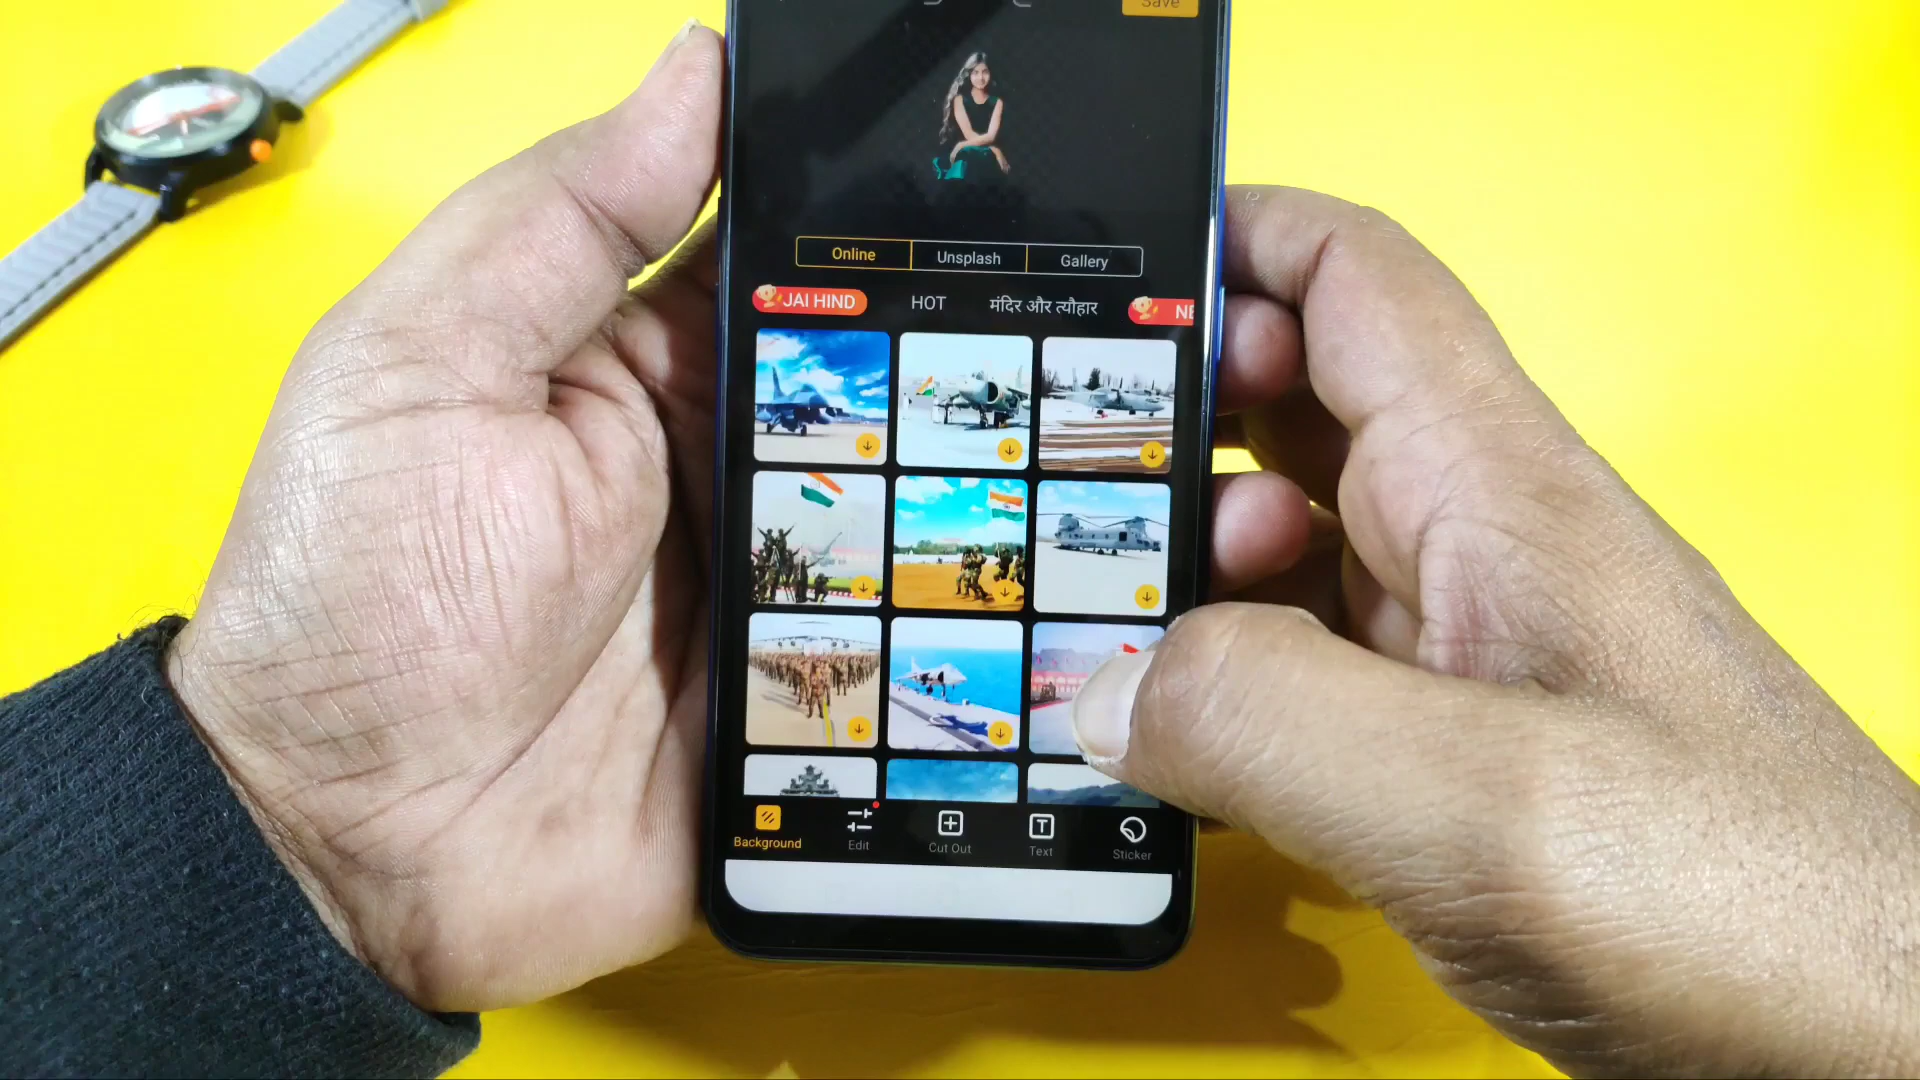 Save
Online Unsplash Gallery
JAI HIND HOT मंदिर और त्यौहार NE
Background Edit Cut Out Text Sticker